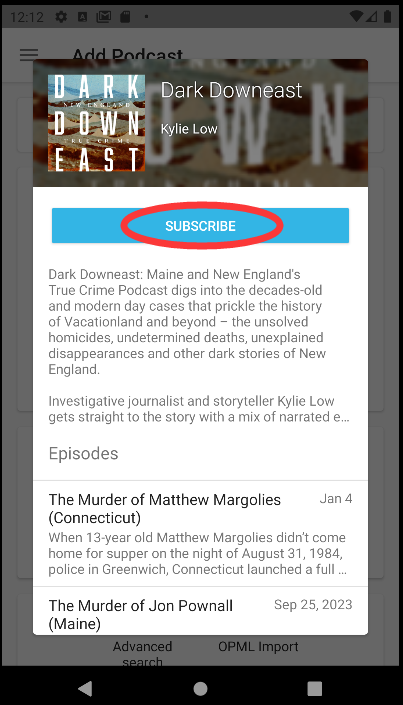 12:12
Add Podcast
DARK
NEW ENGLAND
DOWN
TRUE CRIME
EAST
Dark Downeast
Kylie Low
SUBSCRIBE
Dark Downeast: Maine and New England's
True Crime Podcast digs into the decades-old
and modern day cases that prickle the history
of Vacationland and beyond – the unsolved
homicides, undetermined deaths, unexplained
disappearances and other dark stories of New
England.
Investigative journalist and storyteller Kylie Low
gets straight to the story with a mix of narrated e…
Episodes
The Murder of Matthew Margolies Jan 4
(Connecticut)
When 13-year old Matthew Margolies didn't come
home for supper on the night of August 31, 1984,
police in Greenwich, Connecticut launched a full …
The Murder of Jon Pownall Sep 25, 2023
(Maine)
Advanced OPML Import
search